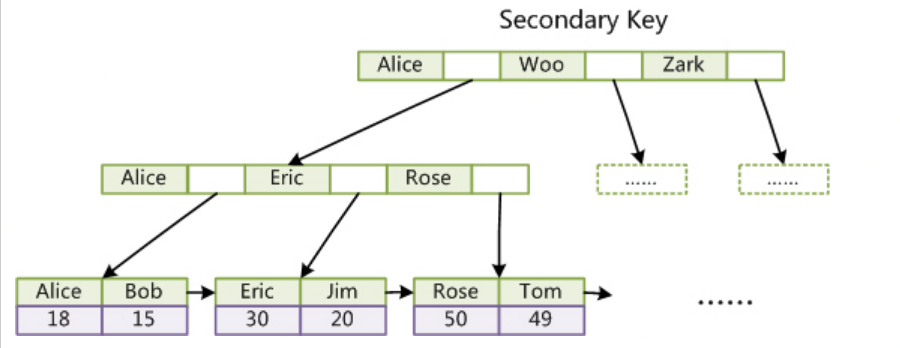 Secondary Key
Alice Woo Zark
Alice Eric Rose ...... ......
Alice Bob Eric Jim Rose Tom
18 15 30 20 50 49
......